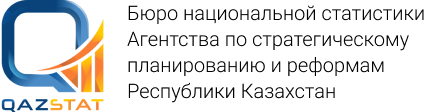 Бюро национальной статистики
Агентства по стратегическому
планированию и реформам
Республики Казахстан
QAZSTAT